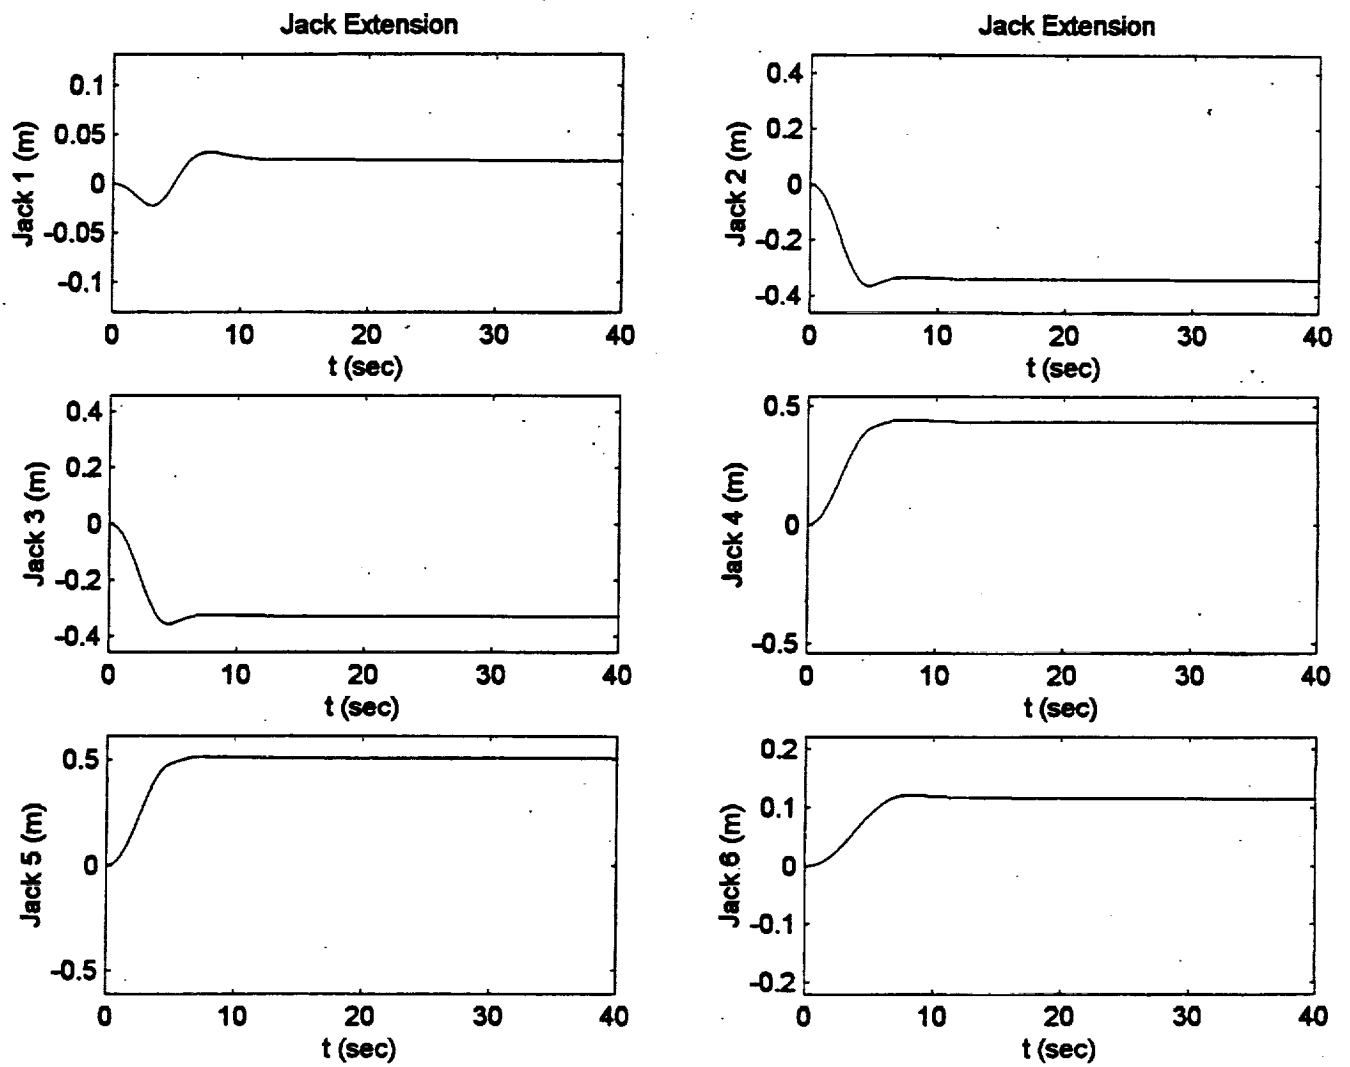 Jack Extension
0.1
0.05
0
-0.05
-0.1
Jack 1 (m)
0 10 20 30 40
t (sec)
Jack Extension
0.4
0.2
0
-0.2
-0.4
Jack 2 (m)
0 10 20 30 40
t (sec)
0.4
0.2
0
-0.2
-0.4
Jack 3 (m)
0 10 20 30 40
t (sec)
0.5
0
-0.5
Jack 4 (m)
0 10 20 30 40
t (sec)
0.5
0
-0.5
Jack 5 (m)
0 10 20 30 40
t (sec)
0.2
0.1
0
-0.1
-0.2
Jack 6 (m)
0 10 20 30 40
t (sec)